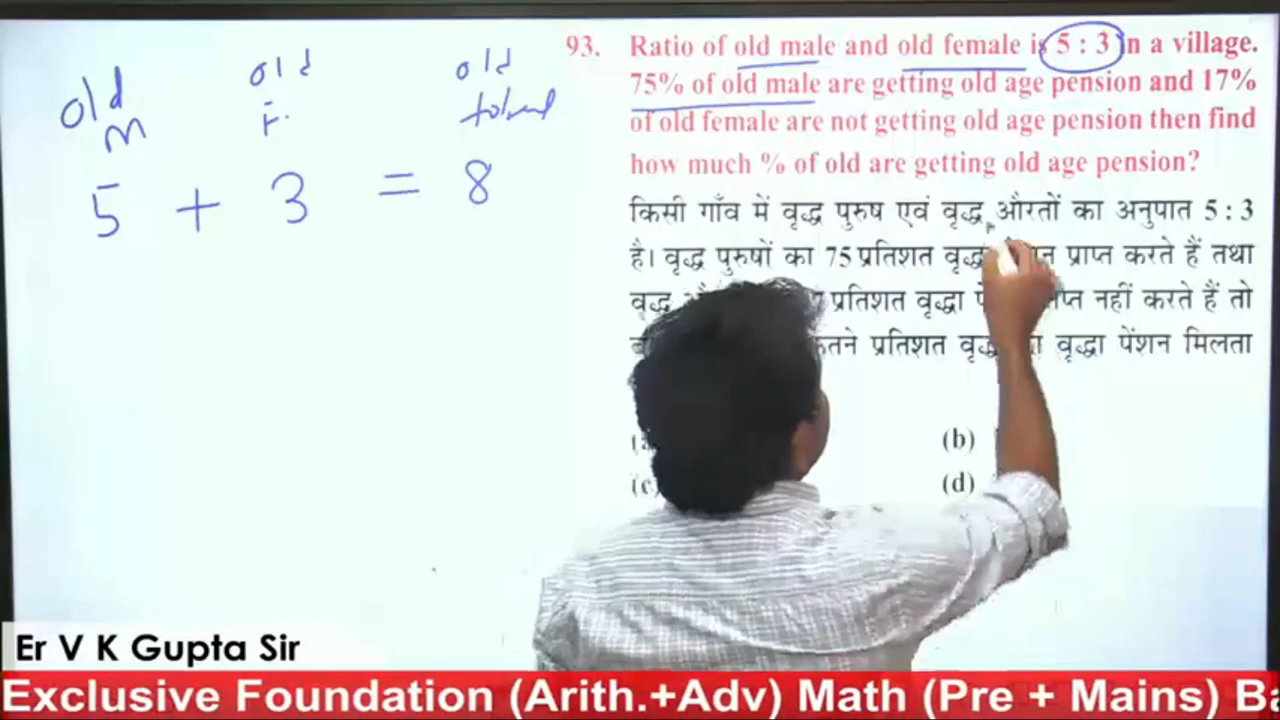 93. Ratio of old male and old female is 5 : 3 in a village.
75% of old male are getting old age pension and 17%
of old female are not getting old age pension then find
how much % of old are getting old age pension?
किसी गाँव में वृद्ध पुरुष एवं वृद्ध औरतों का अनुपात 5 : 3
है। वृद्ध पुरुषों का 75 प्रतिशत प्राप्त करते हैं तथा
वृद्ध प्रतिशत वृद्धा नहीं करते हैं तो
प्रतिशत वृद्धा पेंशन मिलता
(b)
(c) (d)
old old old
M F. total
5 + 3 = 8
Er V K Gupta Sir
Exclusive Foundation (Arith.+Adv) Math (Pre + Mains) Ba